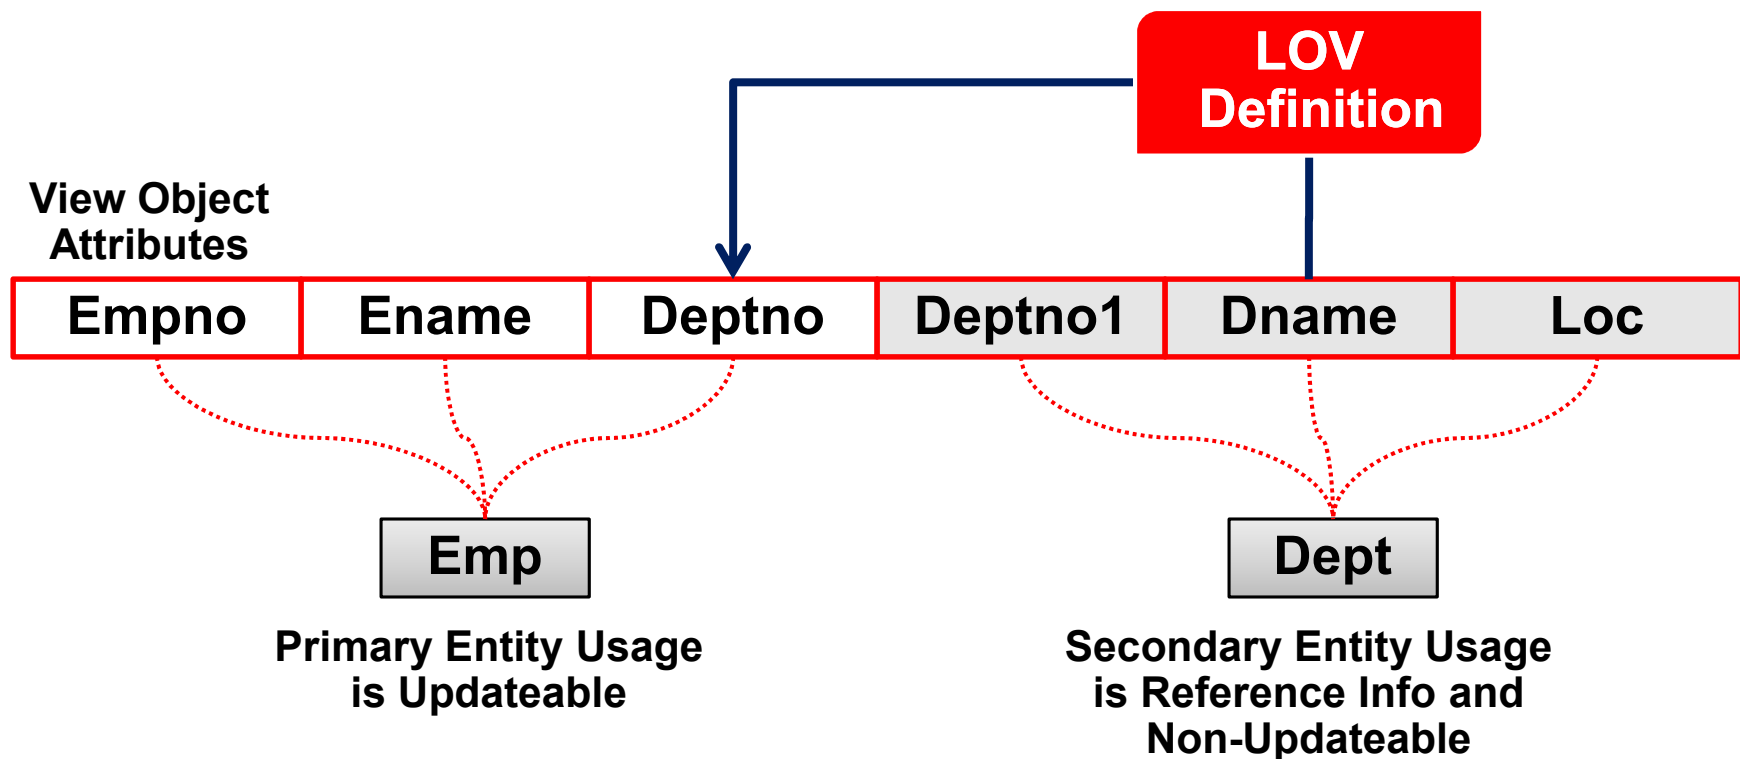 LOV
Definition
View Object
Attributes
Empno Ename Deptno Deptno1 Dname Loc
Emp Dept
Primary Entity Usage
is Updateable
Secondary Entity Usage
is Reference Info and
Non-Updateable